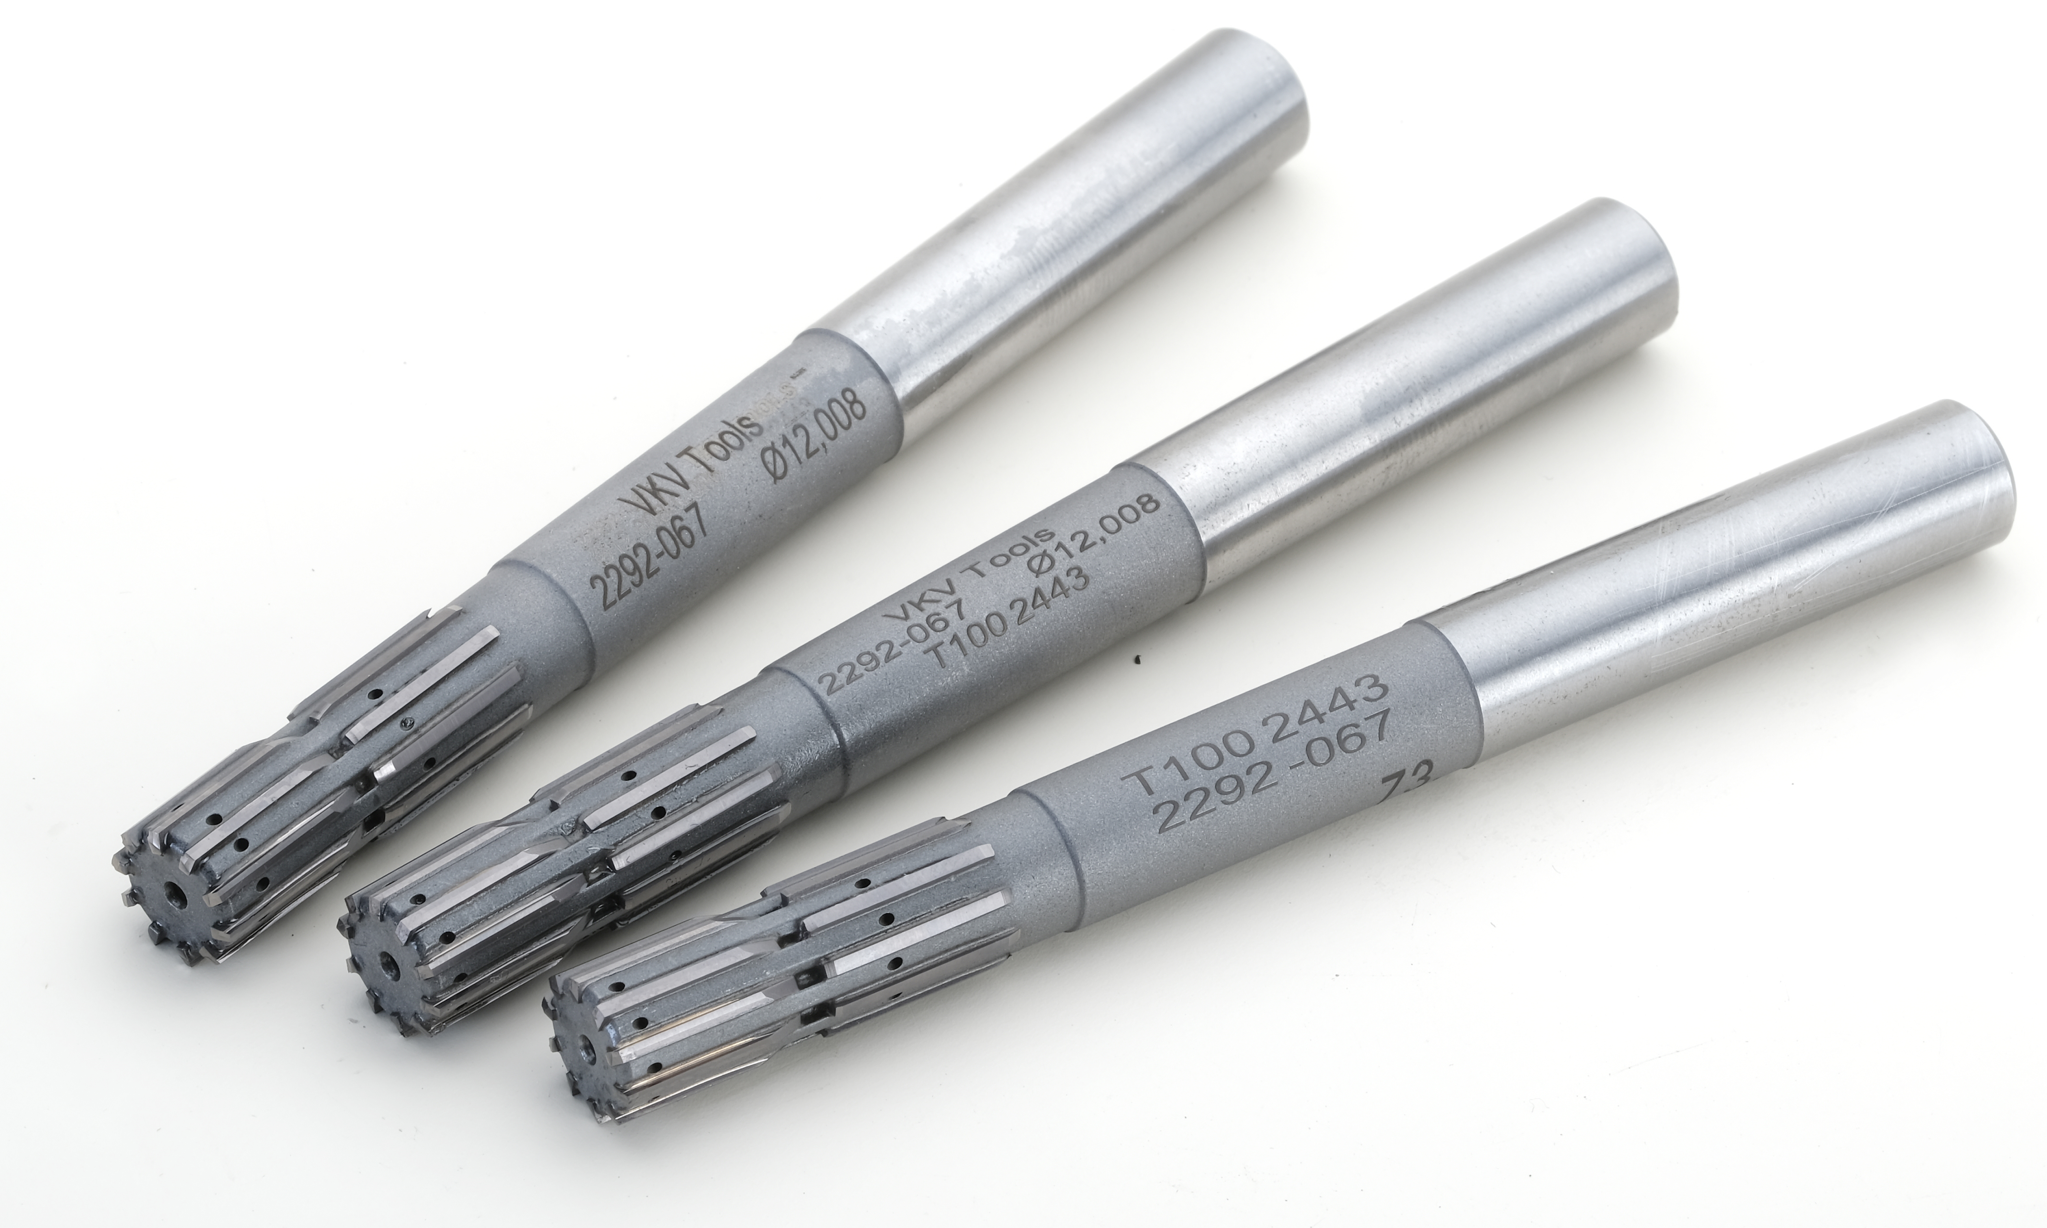 VKV Tools
2292-067 Ø12,008
VKV Tools
2292-067 Ø12,008
T100 2443
T100 2443
2292-067
73